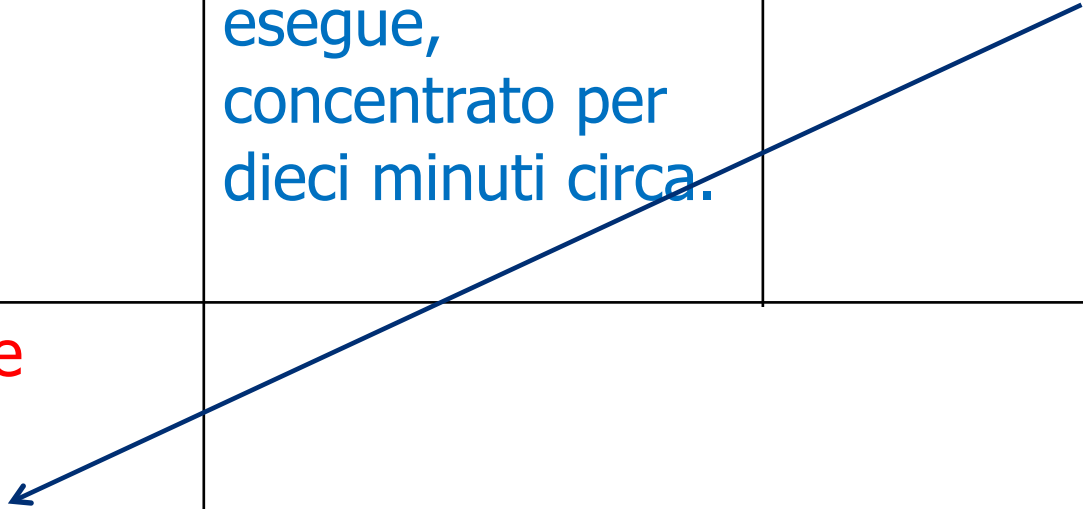 esegue,
concentrato per
dieci minuti circa.
e